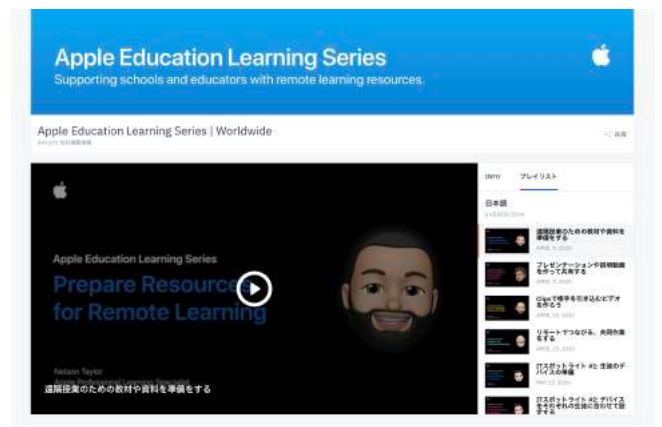 Apple Education Learning Series
Supporting schools and educators with remote learning resources.
Apple Education Learning Series | Worldwide
共有
Apple Education Learning Series
Prepare Resources
for Remote Learning
Nelson Taylor
Apple Professional Learning Specialist
遠隔授業のための教材や資料を準備をする
INFO
プレイリスト
日本語
遠隔授業のための教材や資料を
準備をする
プレゼンテーションや説明動画
を作って共有する
Clipsで相手を引き込むビデオ
を作ろう
リモートでつながる、共同作業
をする
ITスポットライト #1: 生徒のデ
バイスの準備
ITスポットライト #2: デバイス
をそれぞれの生徒に合わせて設
定する